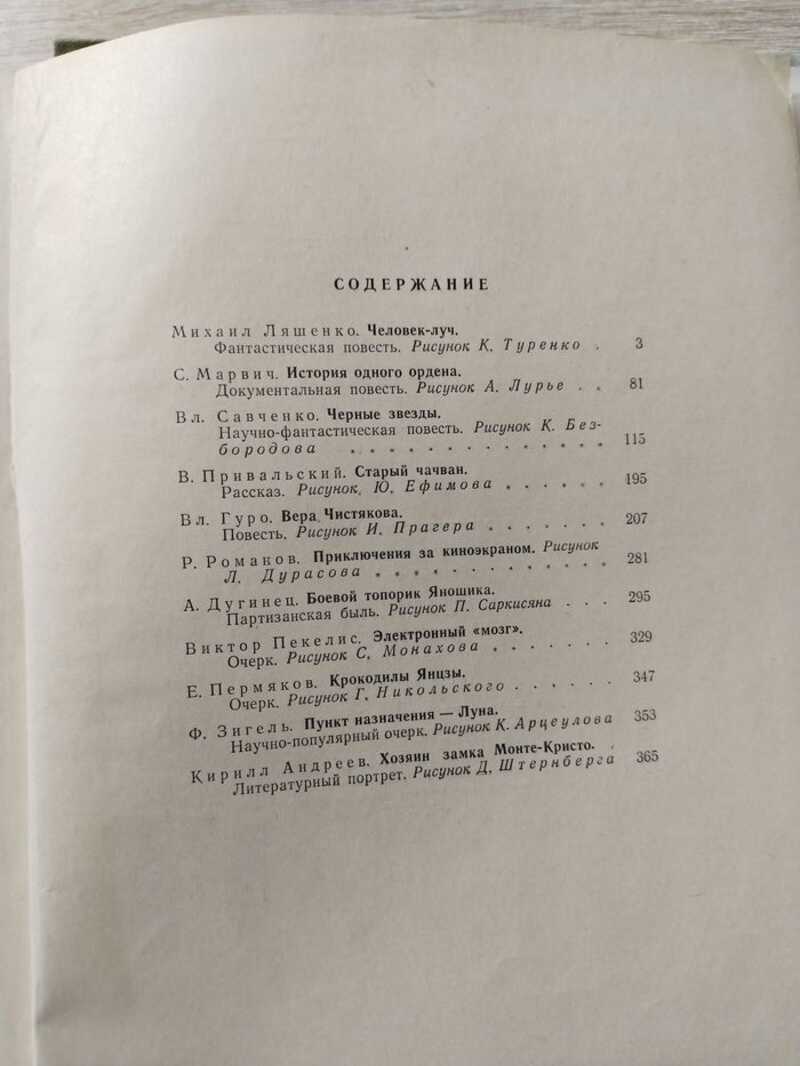 СОДЕРЖАНИЕ
Михаил Ляшенко. Человек-луч.
Фантастическая повесть. Рисунок К. Туренко . 3
С. Марвич. История одного ордена.
Документальная повесть. Рисунок А. Лурье . . 81
Вл. Савченко. Черные звезды.
Научно-фантастическая повесть. Рисунок К. Без-
бородова . . . . . . . . . . . . . . 115
В. Привальский. Старый чачван.
Рассказ. Рисунок Ю. Ефимова . . . . . . 195
Вл. Гуро. Вера Чистякова.
Повесть. Рисунок И. Прагера . . . . . . . 207
Р. Романов. Приключения за киноэкраном. Рисунок
Л. Дурасова . . . . . . . . . . . . . 281
А. Дугинец. Боевой топорик Яношика.
Партизанская быль. Рисунок П. Саркисяна . . . 295
Виктор Пекелис. Электронный «мозг».
Очерк. Рисунок С. Монахова . . . . . . . 329
Е. Пермяков. Крокодилы Янцзы.
Очерк. Рисунок Г. Никольского . . . . . . 347
Ф. Зигель. Пункт назначения — Луна.
Научно-популярный очерк. Рисунок К. Арцеулова 353
Кирилл Андреев. Хозяин замка Монте-Кристо. .
Литературный портрет. Рисунок Д. Штернберга 365